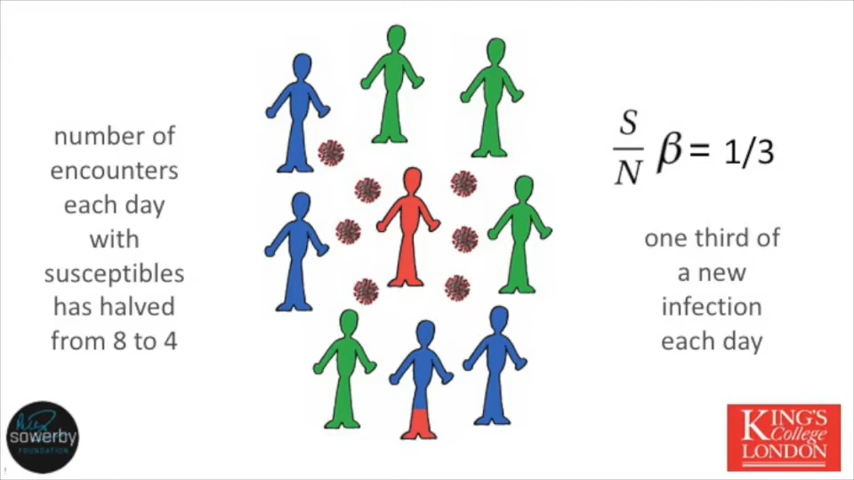 number of
encounters
each day
with
susceptibles
has halved
from 8 to 4
S
N
β = 1/3
one third of
a new
infection
each day
sowerby
FOUNDATION
KING'S
College
LONDON